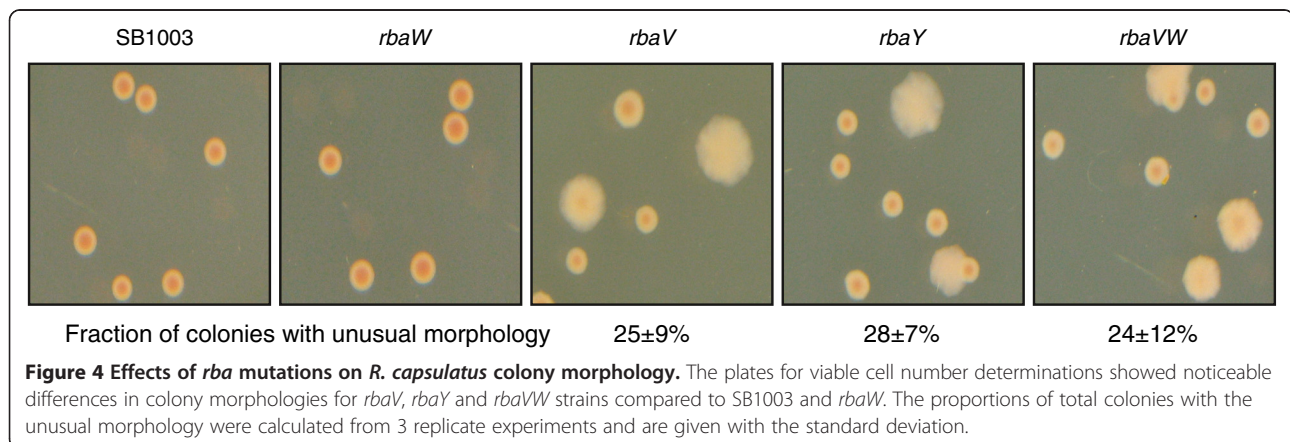 SB1003 rbaW rbaV rbaY rbaVW
Fraction of colonies with unusual morphology 25±9% 28±7% 24±12%
Figure 4 Effects of rba mutations on R. capsulatus colony morphology. The plates for viable cell number determinations showed noticeable
differences in colony morphologies for rbaV, rbaY and rbaVW strains compared to SB1003 and rbaW. The proportions of total colonies with the
unusual morphology were calculated from 3 replicate experiments and are given with the standard deviation.